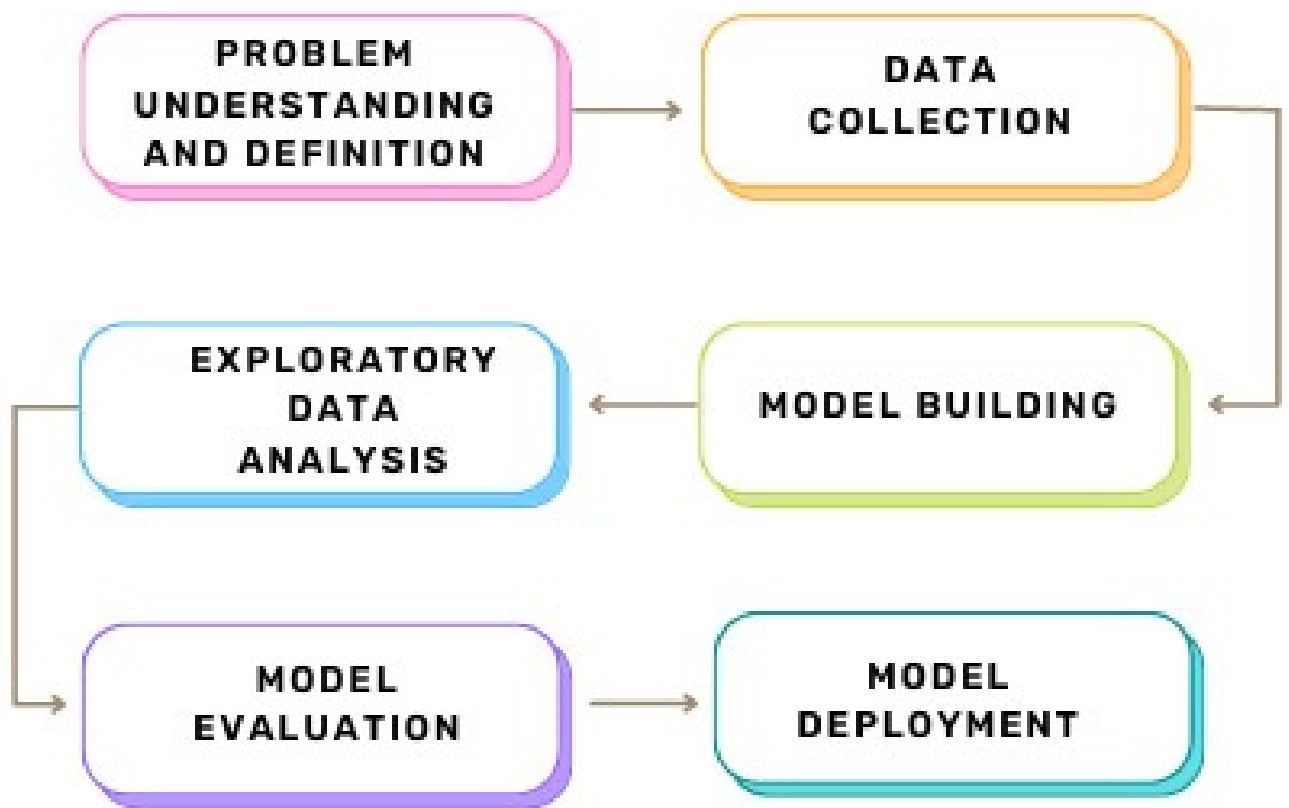 PROBLEM
UNDERSTANDING
AND DEFINITION
DATA
COLLECTION
MODEL BUILDING
EXPLORATORY
DATA
ANALYSIS
MODEL
EVALUATION
MODEL
DEPLOYMENT